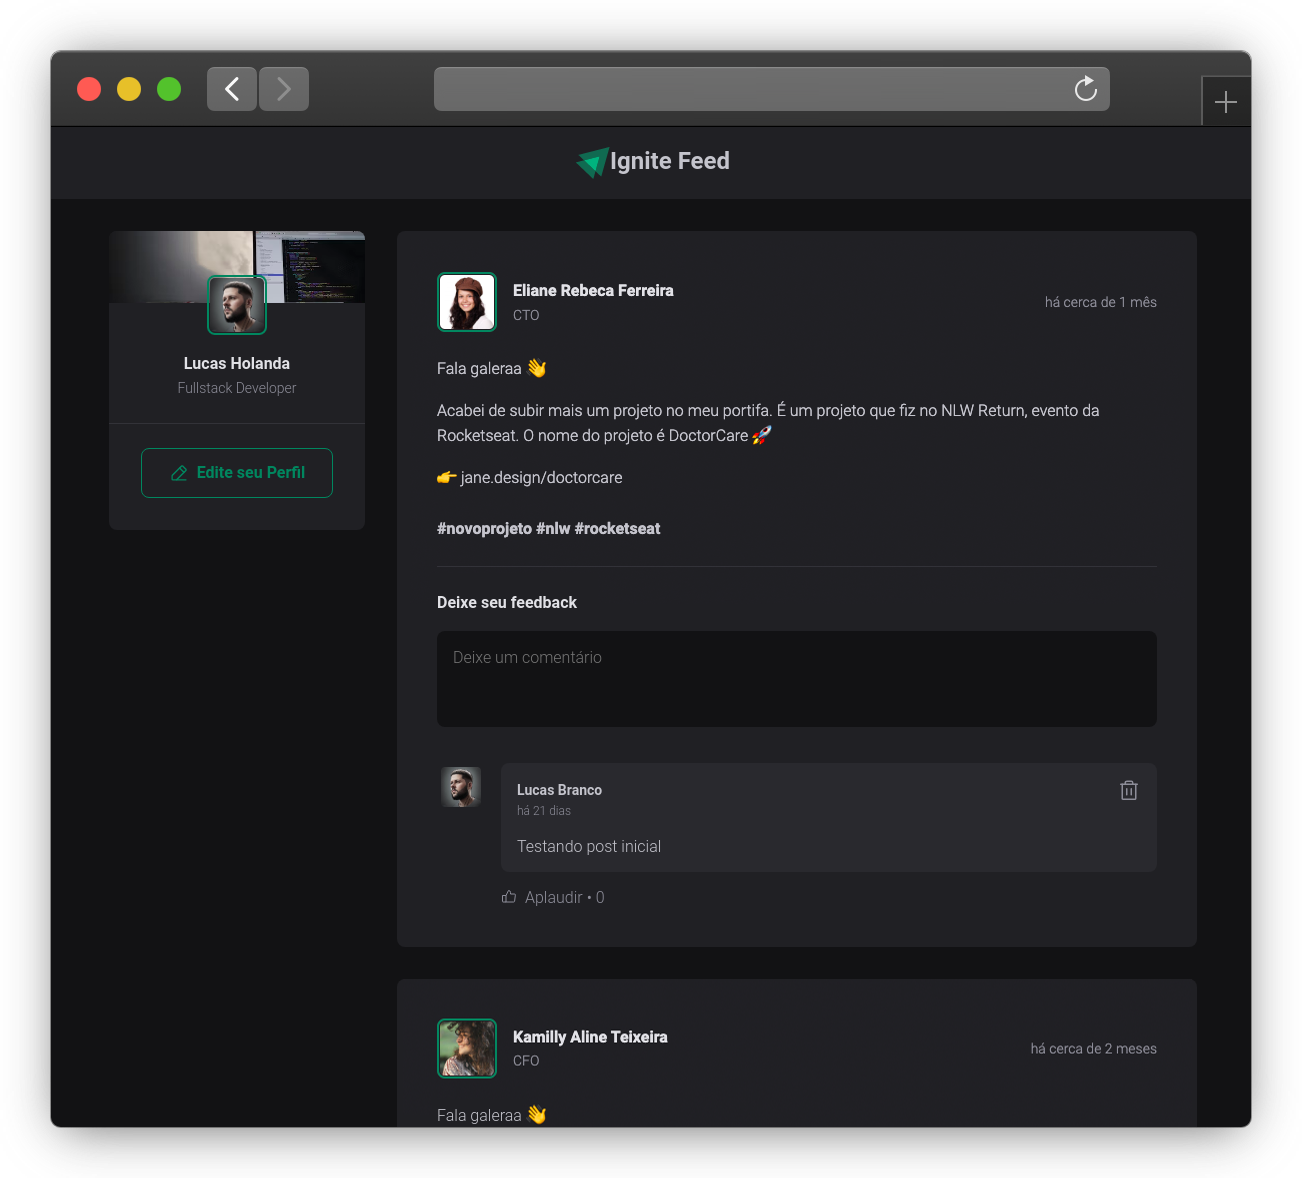 Ignite Feed
Lucas Holanda
Fullstack Developer
Edite seu Perfil
Eliane Rebeca Ferreira
CTO
há cerca de 1 mês
Fala galeraa 👋
Acabei de subir mais um projeto no meu portifa. É um projeto que fiz no NLW Return, evento da
Rocketseat. O nome do projeto é DoctorCare 🚀
👉 jane.design/doctorcare
#novoprojeto #nlw #rocketseat
Deixe seu feedback
Deixe um comentário
Lucas Branco
há 21 dias
Testando post inicial
Aplaudir • 0
Kamilly Aline Teixeira
CFO
há cerca de 2 meses
Fala galeraa 👋